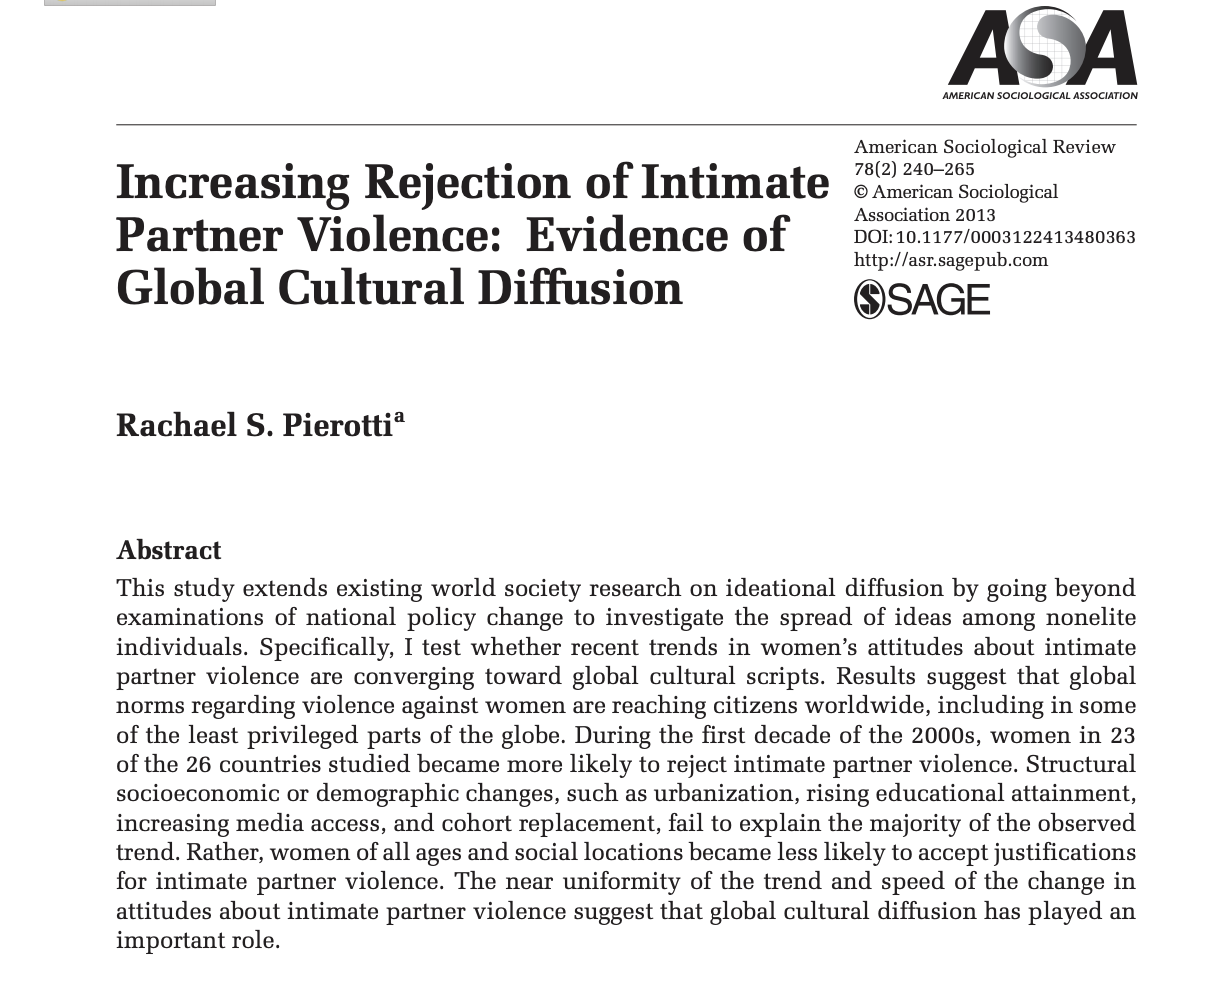 ASA
AMERICAN SOCIOLOGICAL ASSOCIATION
American Sociological Review
78(2) 240–265
© American Sociological
Association 2013
DOI: 10.1177/0003122413480363
http://asr.sagepub.com
SAGE
Increasing Rejection of Intimate
Partner Violence: Evidence of
Global Cultural Diffusion
Rachael S. Pierottiª
Abstract
This study extends existing world society research on ideational diffusion by going beyond
examinations of national policy change to investigate the spread of ideas among nonelite
individuals. Specifically, I test whether recent trends in women’s attitudes about intimate
partner violence are converging toward global cultural scripts. Results suggest that global
norms regarding violence against women are reaching citizens worldwide, including in some
of the least privileged parts of the globe. During the first decade of the 2000s, women in 23
of the 26 countries studied became more likely to reject intimate partner violence. Structural
socioeconomic or demographic changes, such as urbanization, rising educational attainment,
increasing media access, and cohort replacement, fail to explain the majority of the observed
trend. Rather, women of all ages and social locations became less likely to accept justifications
for intimate partner violence. The near uniformity of the trend and speed of the change in
attitudes about intimate partner violence suggest that global cultural diffusion has played an
important role.